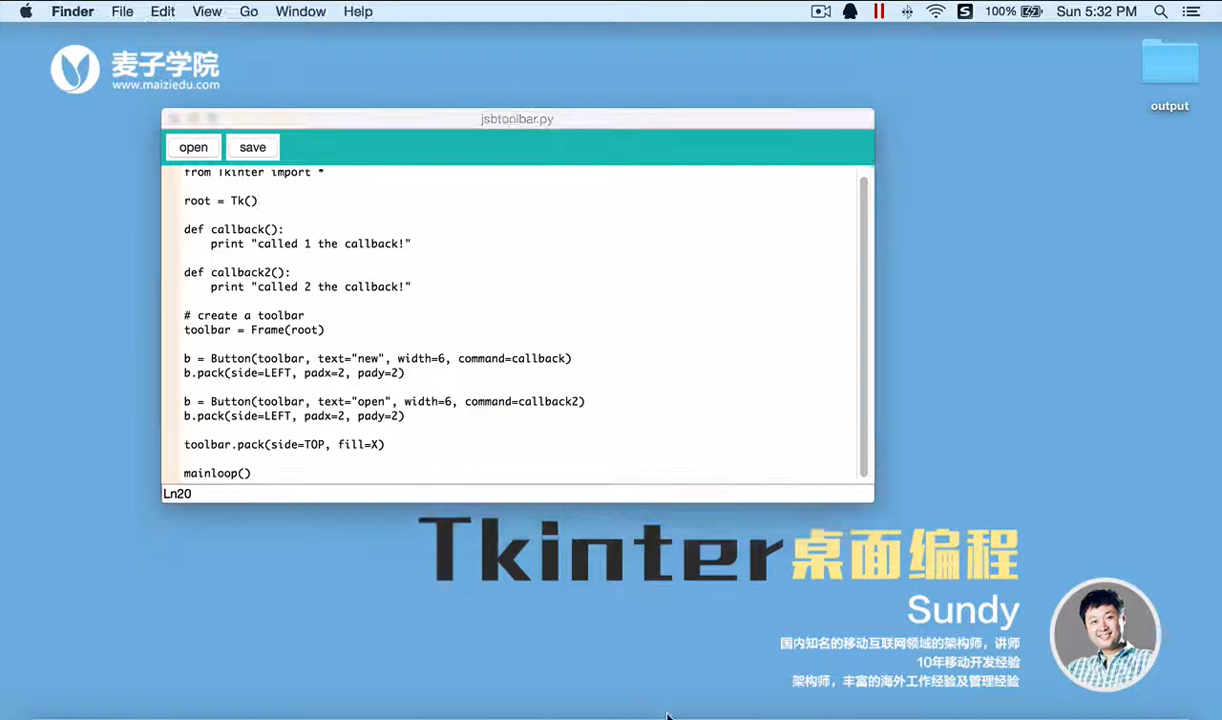 Finder File Edit View Go Window Help 100% Sun 5:32 PM
麦子学院
www.maiziedu.com
output
jsbtoolbar.py
open save
from Tkinter import *
root = Tk()
def callback():
    print "called 1 the callback!"
def callback2():
    print "called 2 the callback!"
# create a toolbar
toolbar = Frame(root)
b = Button(toolbar, text="new", width=6, command=callback)
b.pack(side=LEFT, padx=2, pady=2)
b = Button(toolbar, text="open", width=6, command=callback2)
b.pack(side=LEFT, padx=2, pady=2)
toolbar.pack(side=TOP, fill=X)
mainloop()
Ln20
Tkinter桌面编程
Sundy
国内知名的移动互联网领域的架构师，讲师
10年移动开发经验
架构师，丰富的海外工作经验及管理经验